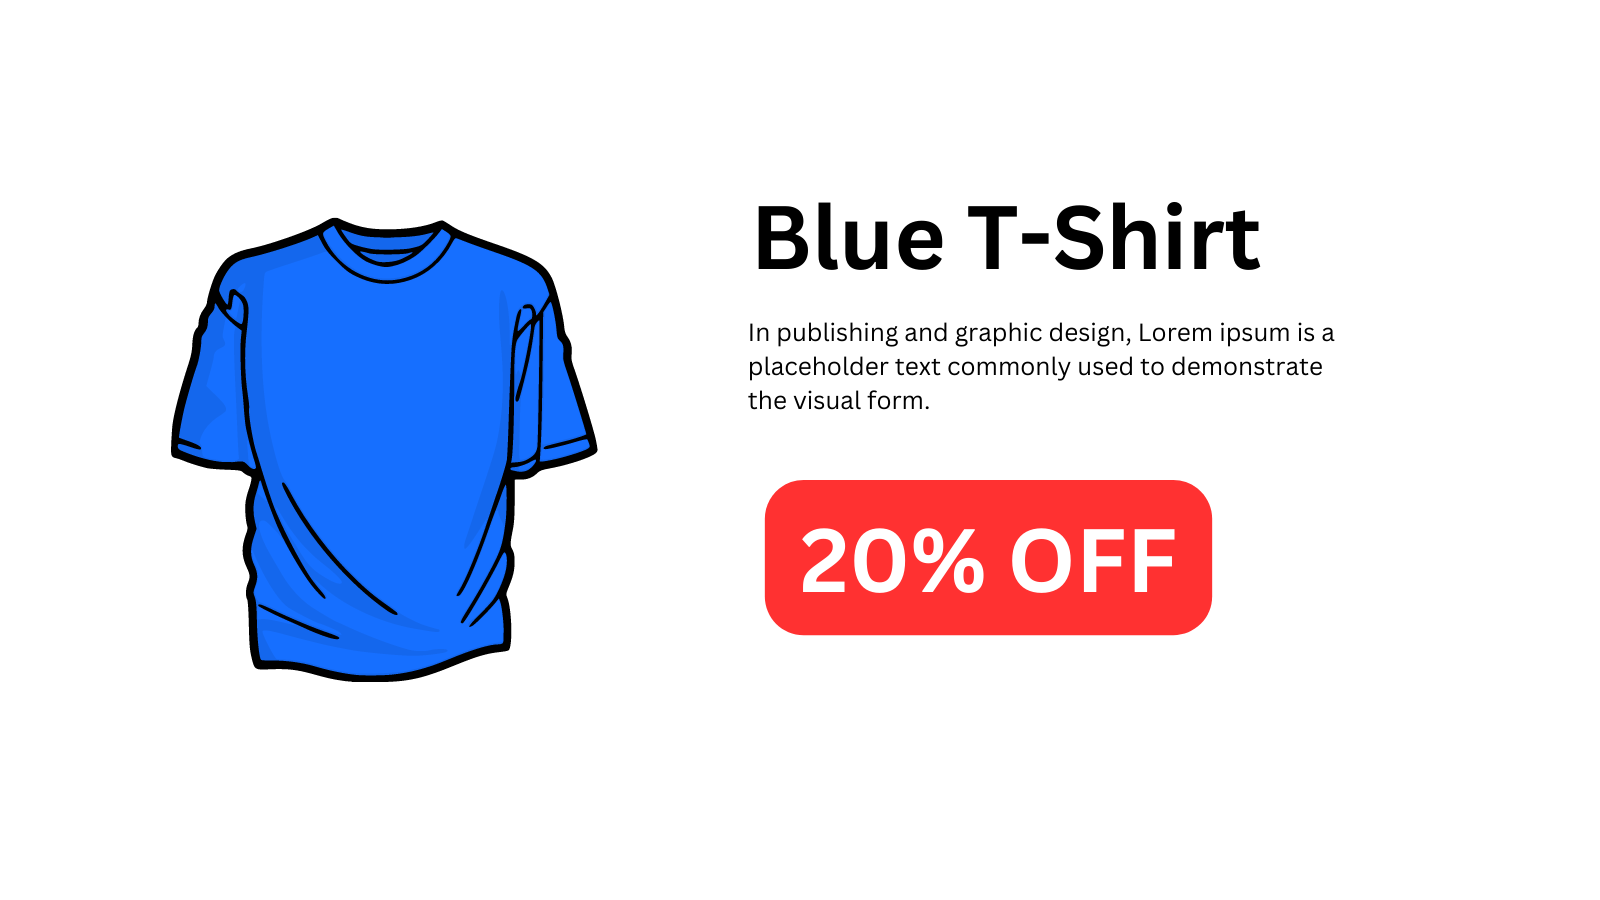 Blue T-Shirt
In publishing and graphic design, Lorem ipsum is a
placeholder text commonly used to demonstrate
the visual form.
20% OFF